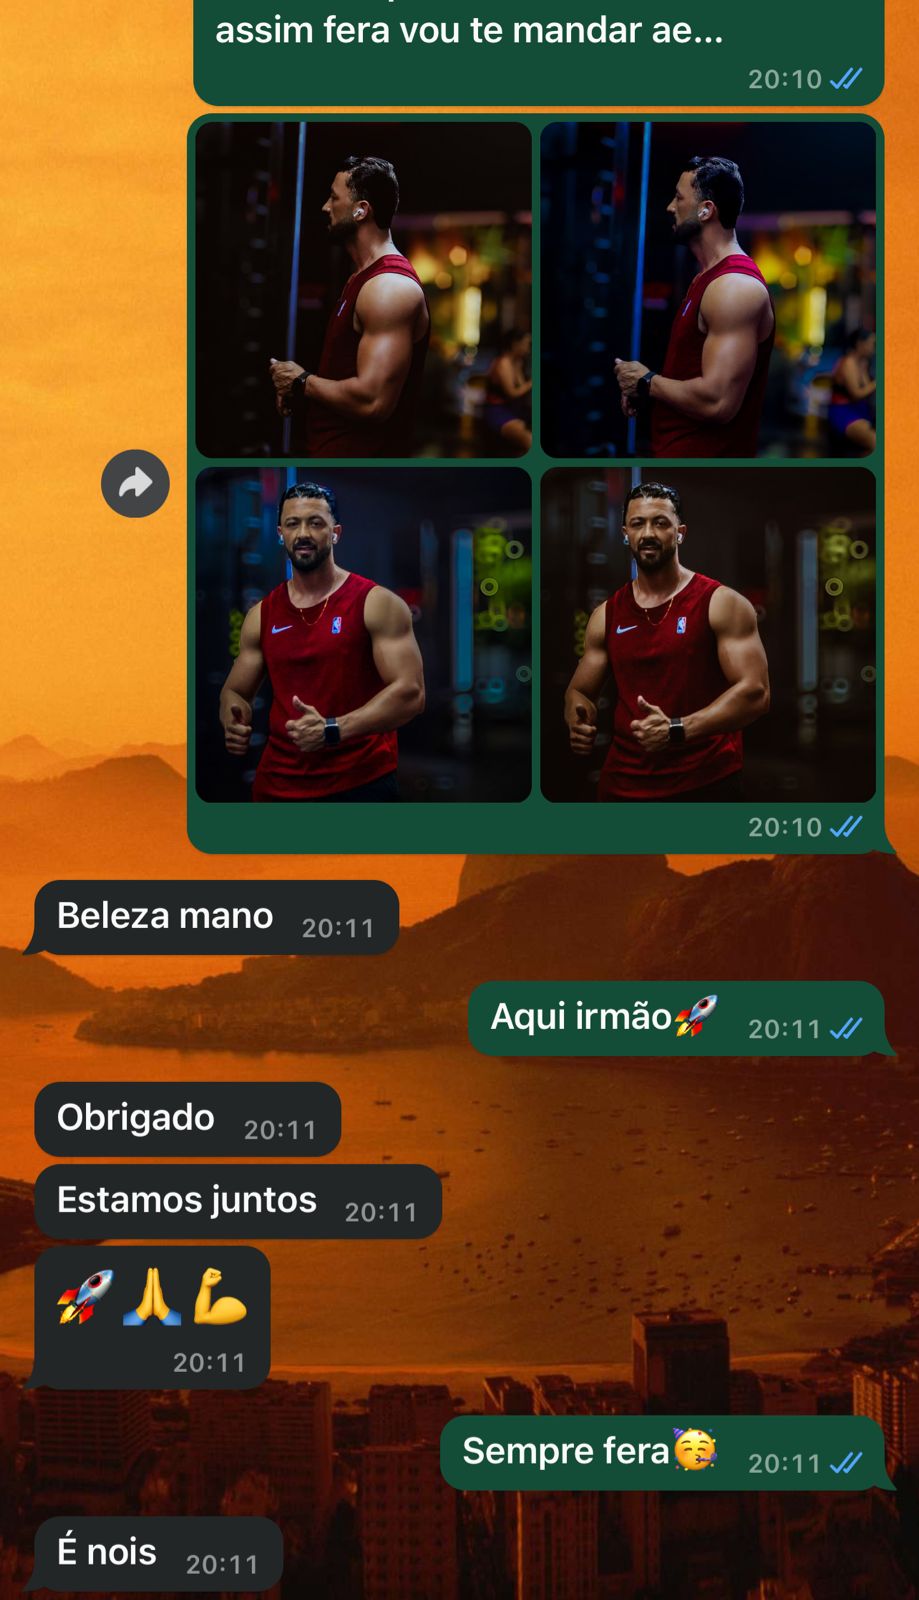 assim fera vou te mandar ae...
20:10
20:10
Beleza mano 20:11
Aqui irmão🚀 20:11
Obrigado 20:11
Estamos juntos 20:11
🚀🙏💪
20:11
Sempre fera🥳 20:11
É nois 20:11